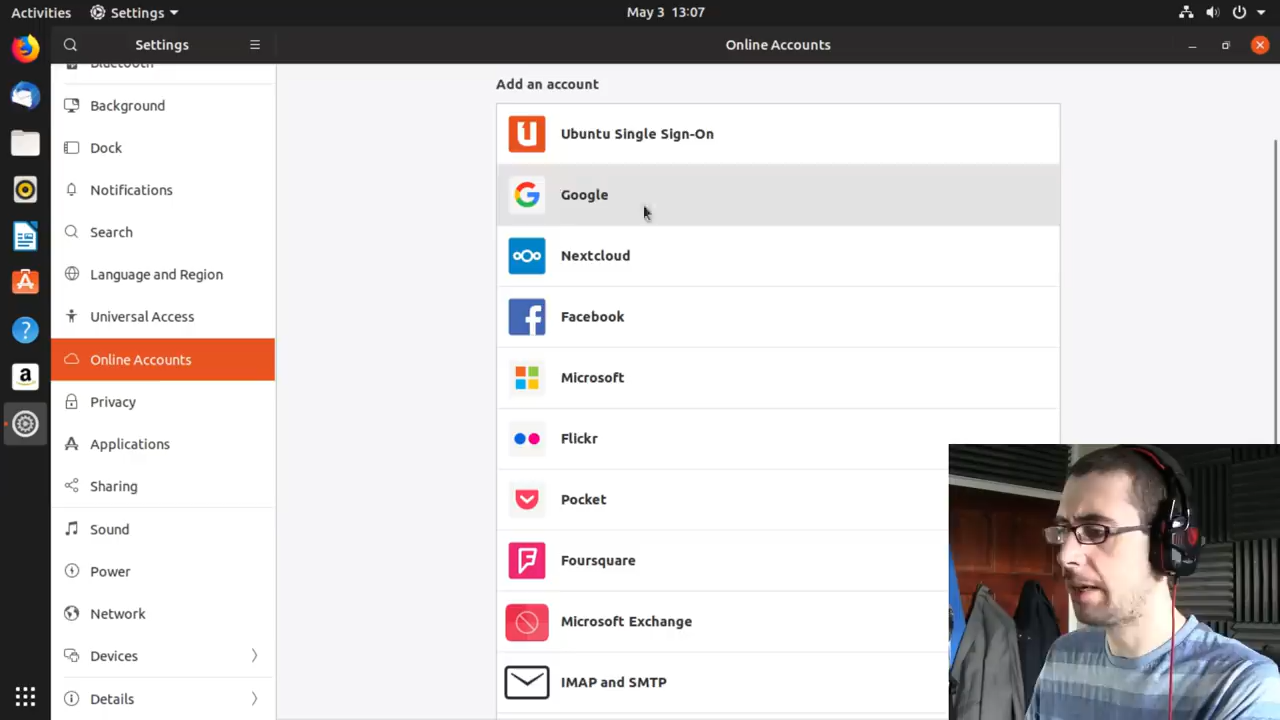 Activities
Settings
May 3 13:07
Settings
Online Accounts
Bluetooth
Background
Dock
Notifications
Search
Language and Region
Universal Access
Online Accounts
Privacy
Applications
Sharing
Sound
Power
Network
Devices
Details
Add an account
Ubuntu Single Sign-On
Google
Nextcloud
Facebook
Microsoft
Flickr
Pocket
Foursquare
Microsoft Exchange
IMAP and SMTP